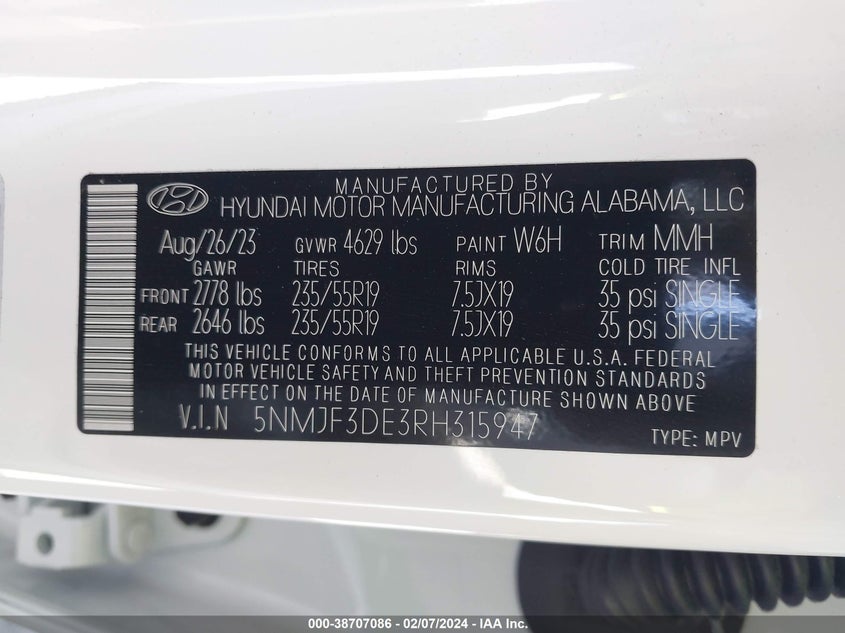 MANUFACTURED BY
HYUNDAI MOTOR MANUFACTURING ALABAMA, LLC
Aug/26/23 GVWR 4629 lbs PAINT W6H TRIM MMH
GAWR TIRES RIMS COLD TIRE INFL
FRONT 2778 lbs 235/55R19 7.5JX19 35 psi SINGLE
REAR 2646 lbs 235/55R19 7.5JX19 35 psi SINGLE
THIS VEHICLE CONFORMS TO ALL APPLICABLE U.S.A. FEDERAL
MOTOR VEHICLE SAFETY AND THEFT PREVENTION STANDARDS
IN EFFECT ON THE DATE OF MANUFACTURE SHOWN ABOVE
V.I.N 5NMJF3DE3RH315947
TYPE: MPV
000-38707086 - 02/07/2024 - IAA Inc.